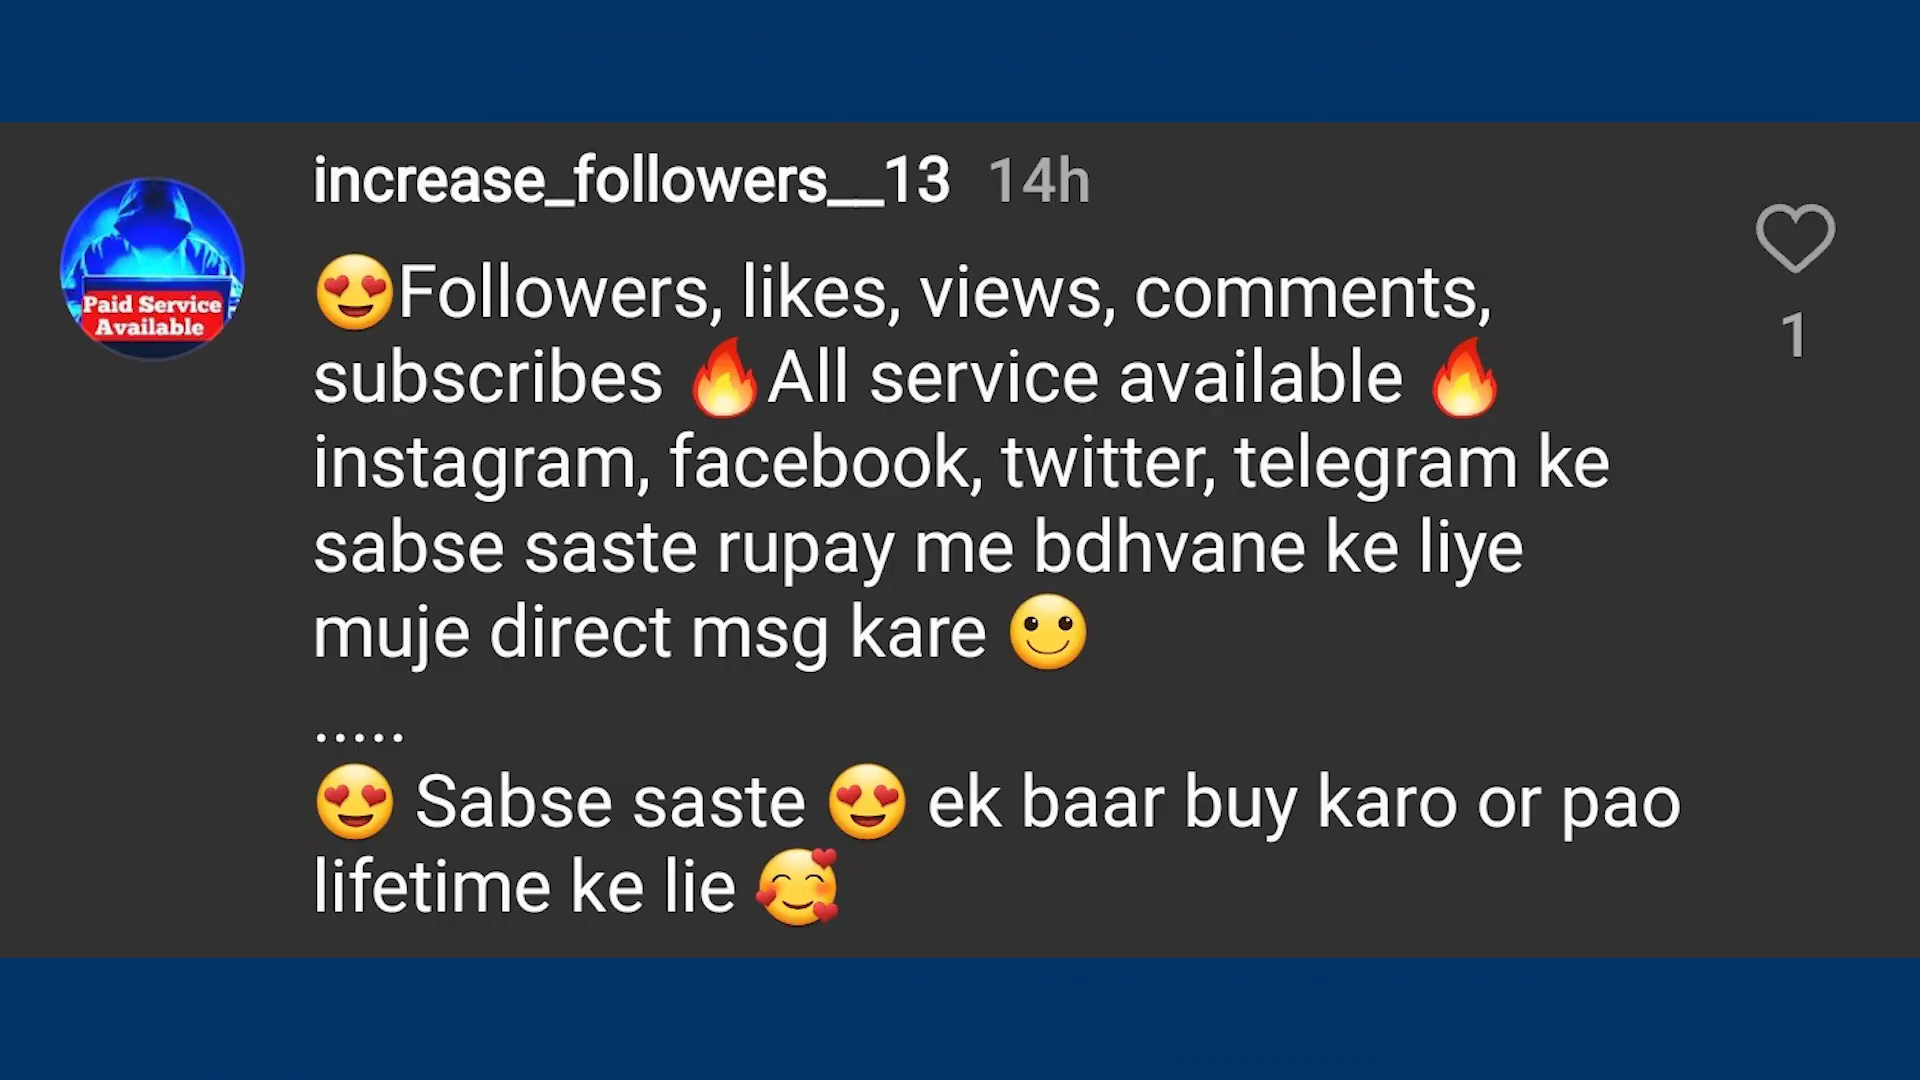 increase_followers__13 14h
Paid Service
Available
😍Followers, likes, views, comments,
subscribes 🔥All service available 🔥
instagram, facebook, twitter, telegram ke
sabse saste rupay me bdhvane ke liye
muje direct msg kare 🙂
.....
😍 Sabse saste 😍 ek baar buy karo or pao
lifetime ke lie 🥰
1